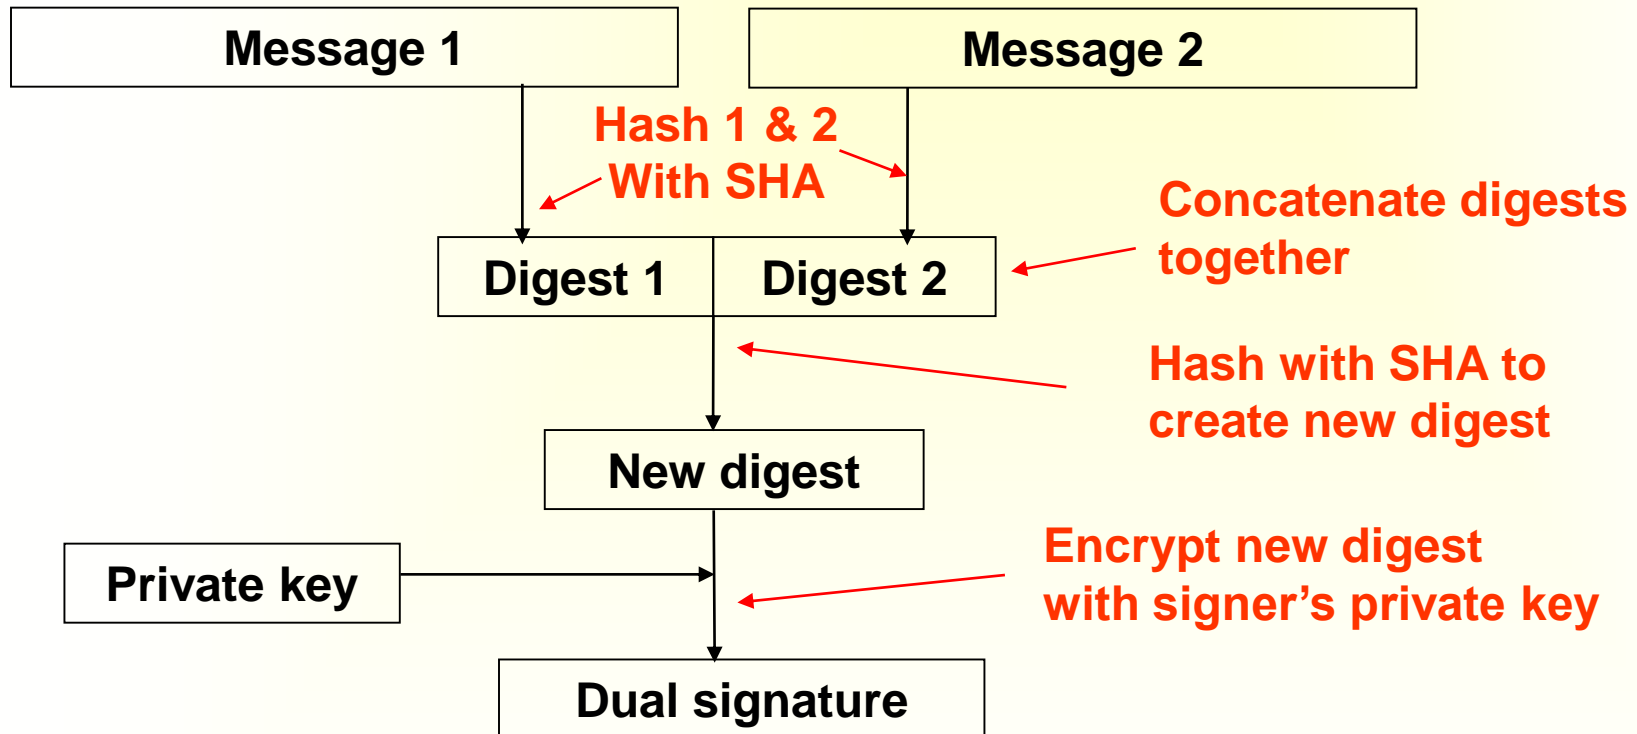 Message 1
Message 2
Hash 1 & 2
With SHA
Concatenate digests
together
Digest 1
Digest 2
Hash with SHA to
create new digest
New digest
Encrypt new digest
with signer’s private key
Private key
Dual signature